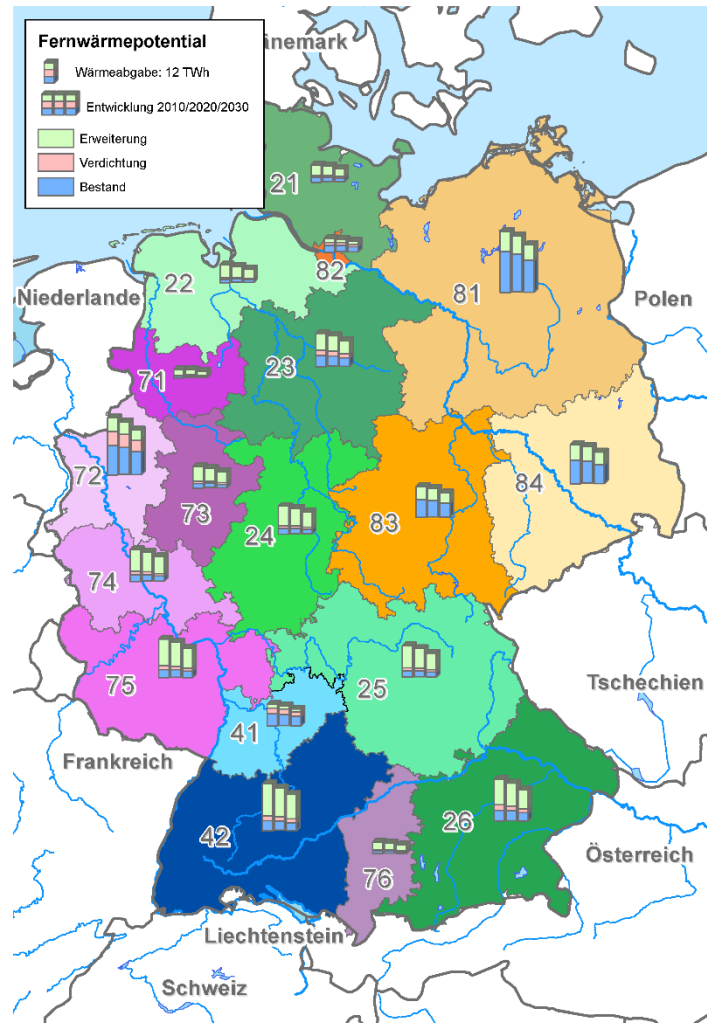 Fernwärmepotential
Wärmeabgabe: 12 TWh
Entwicklung 2010/2020/2030
Erweiterung
Verdichtung
Bestand
änemark
21
22
82
81
Niederlande
Polen
71
23
72
73
24
83
84
74
75
25
Tschechien
41
Frankreich
42
26
76
Österreich
Liechtenstein
Schweiz